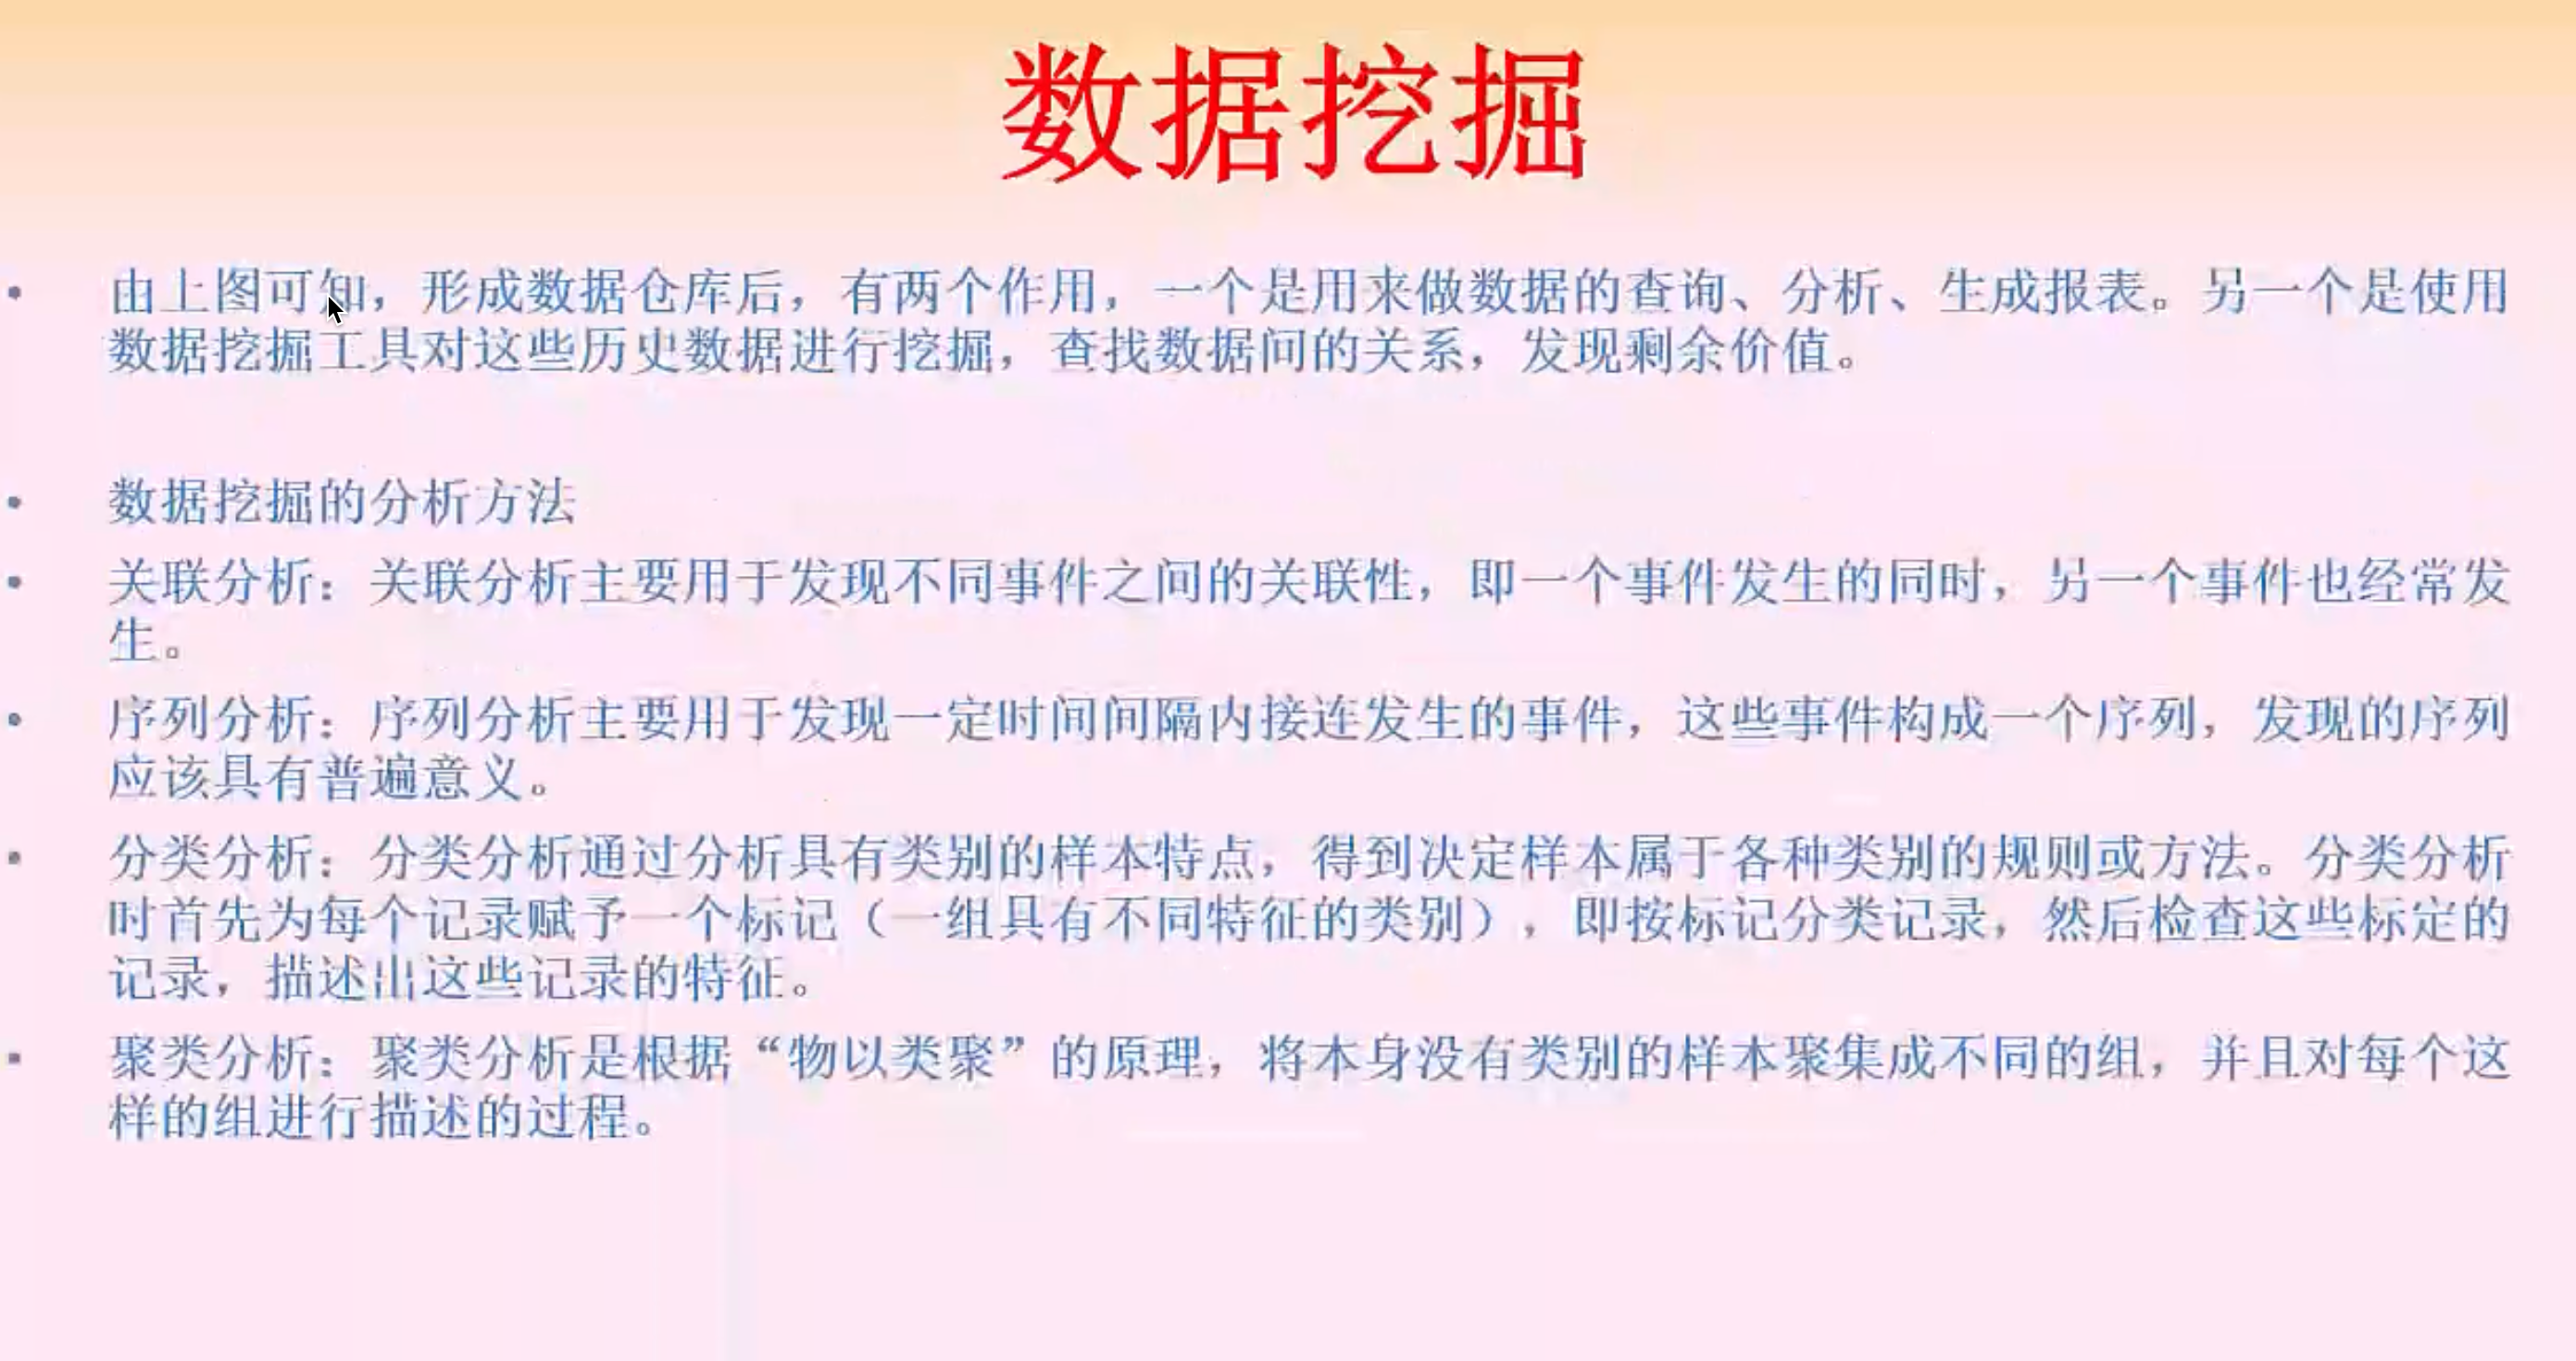 数据挖掘
• 由上图可知，形成数据仓库后，有两个作用，一个是用来做数据的查询、分析、生成报表。另一个是使用
数据挖掘工具对这些历史数据进行挖掘，查找数据间的关系，发现剩余价值。
• 数据挖掘的分析方法
• 关联分析：关联分析主要用于发现不同事件之间的关联性，即一个事件发生的同时，另一个事件也经常发
生。
• 序列分析：序列分析主要用于发现一定时间间隔内接连发生的事件，这些事件构成一个序列，发现的序列
应该具有普遍意义。
• 分类分析：分类分析通过分析具有类别的样本特点，得到决定样本属于各种类别的规则或方法。分类分析
时首先为每个记录赋予一个标记（一组具有不同特征的类别），即按标记分类记录，然后检查这些标定的
记录，描述出这些记录的特征。
• 聚类分析：聚类分析是根据“物以类聚”的原理，将本身没有类别的样本聚集成不同的组，并且对每个这
样的组进行描述的过程。